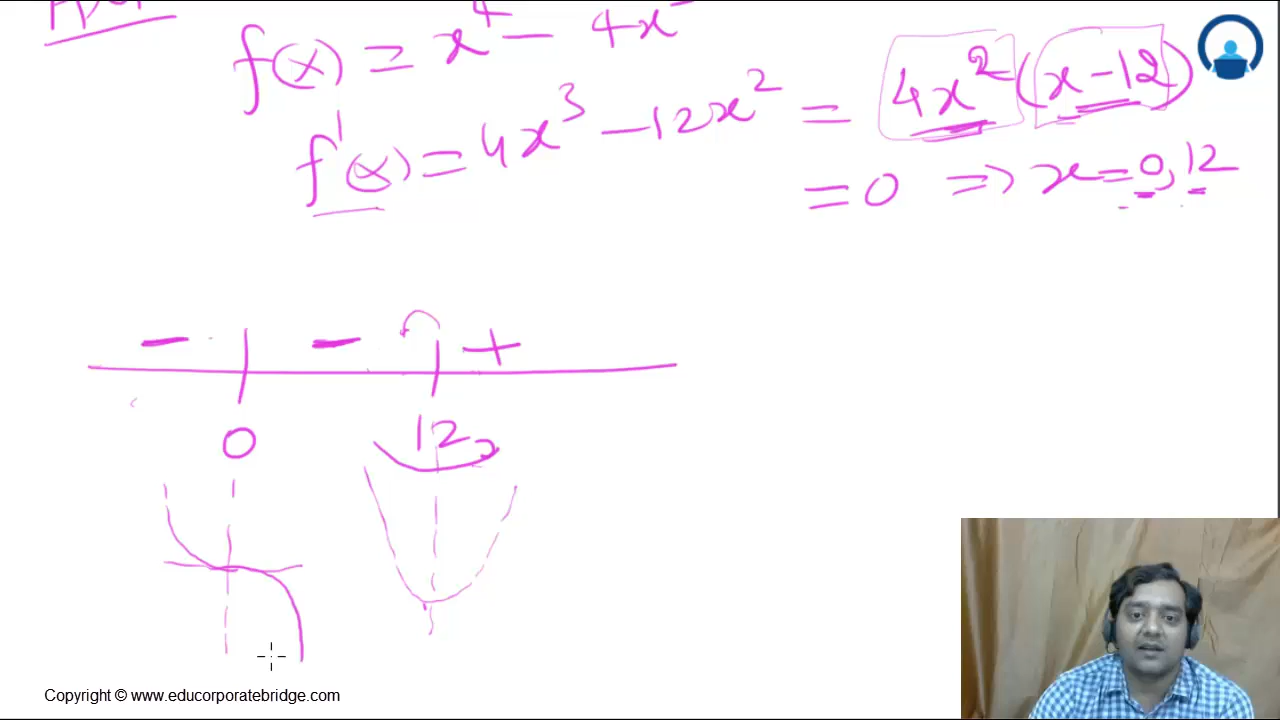 f(x) = x⁴ - 4x
f'(x) = 4x³ - 12x² = 4x² (x - 12)
= 0 => x = 0, 12
- - +
0 12
Copyright © www.educorporatebridge.com